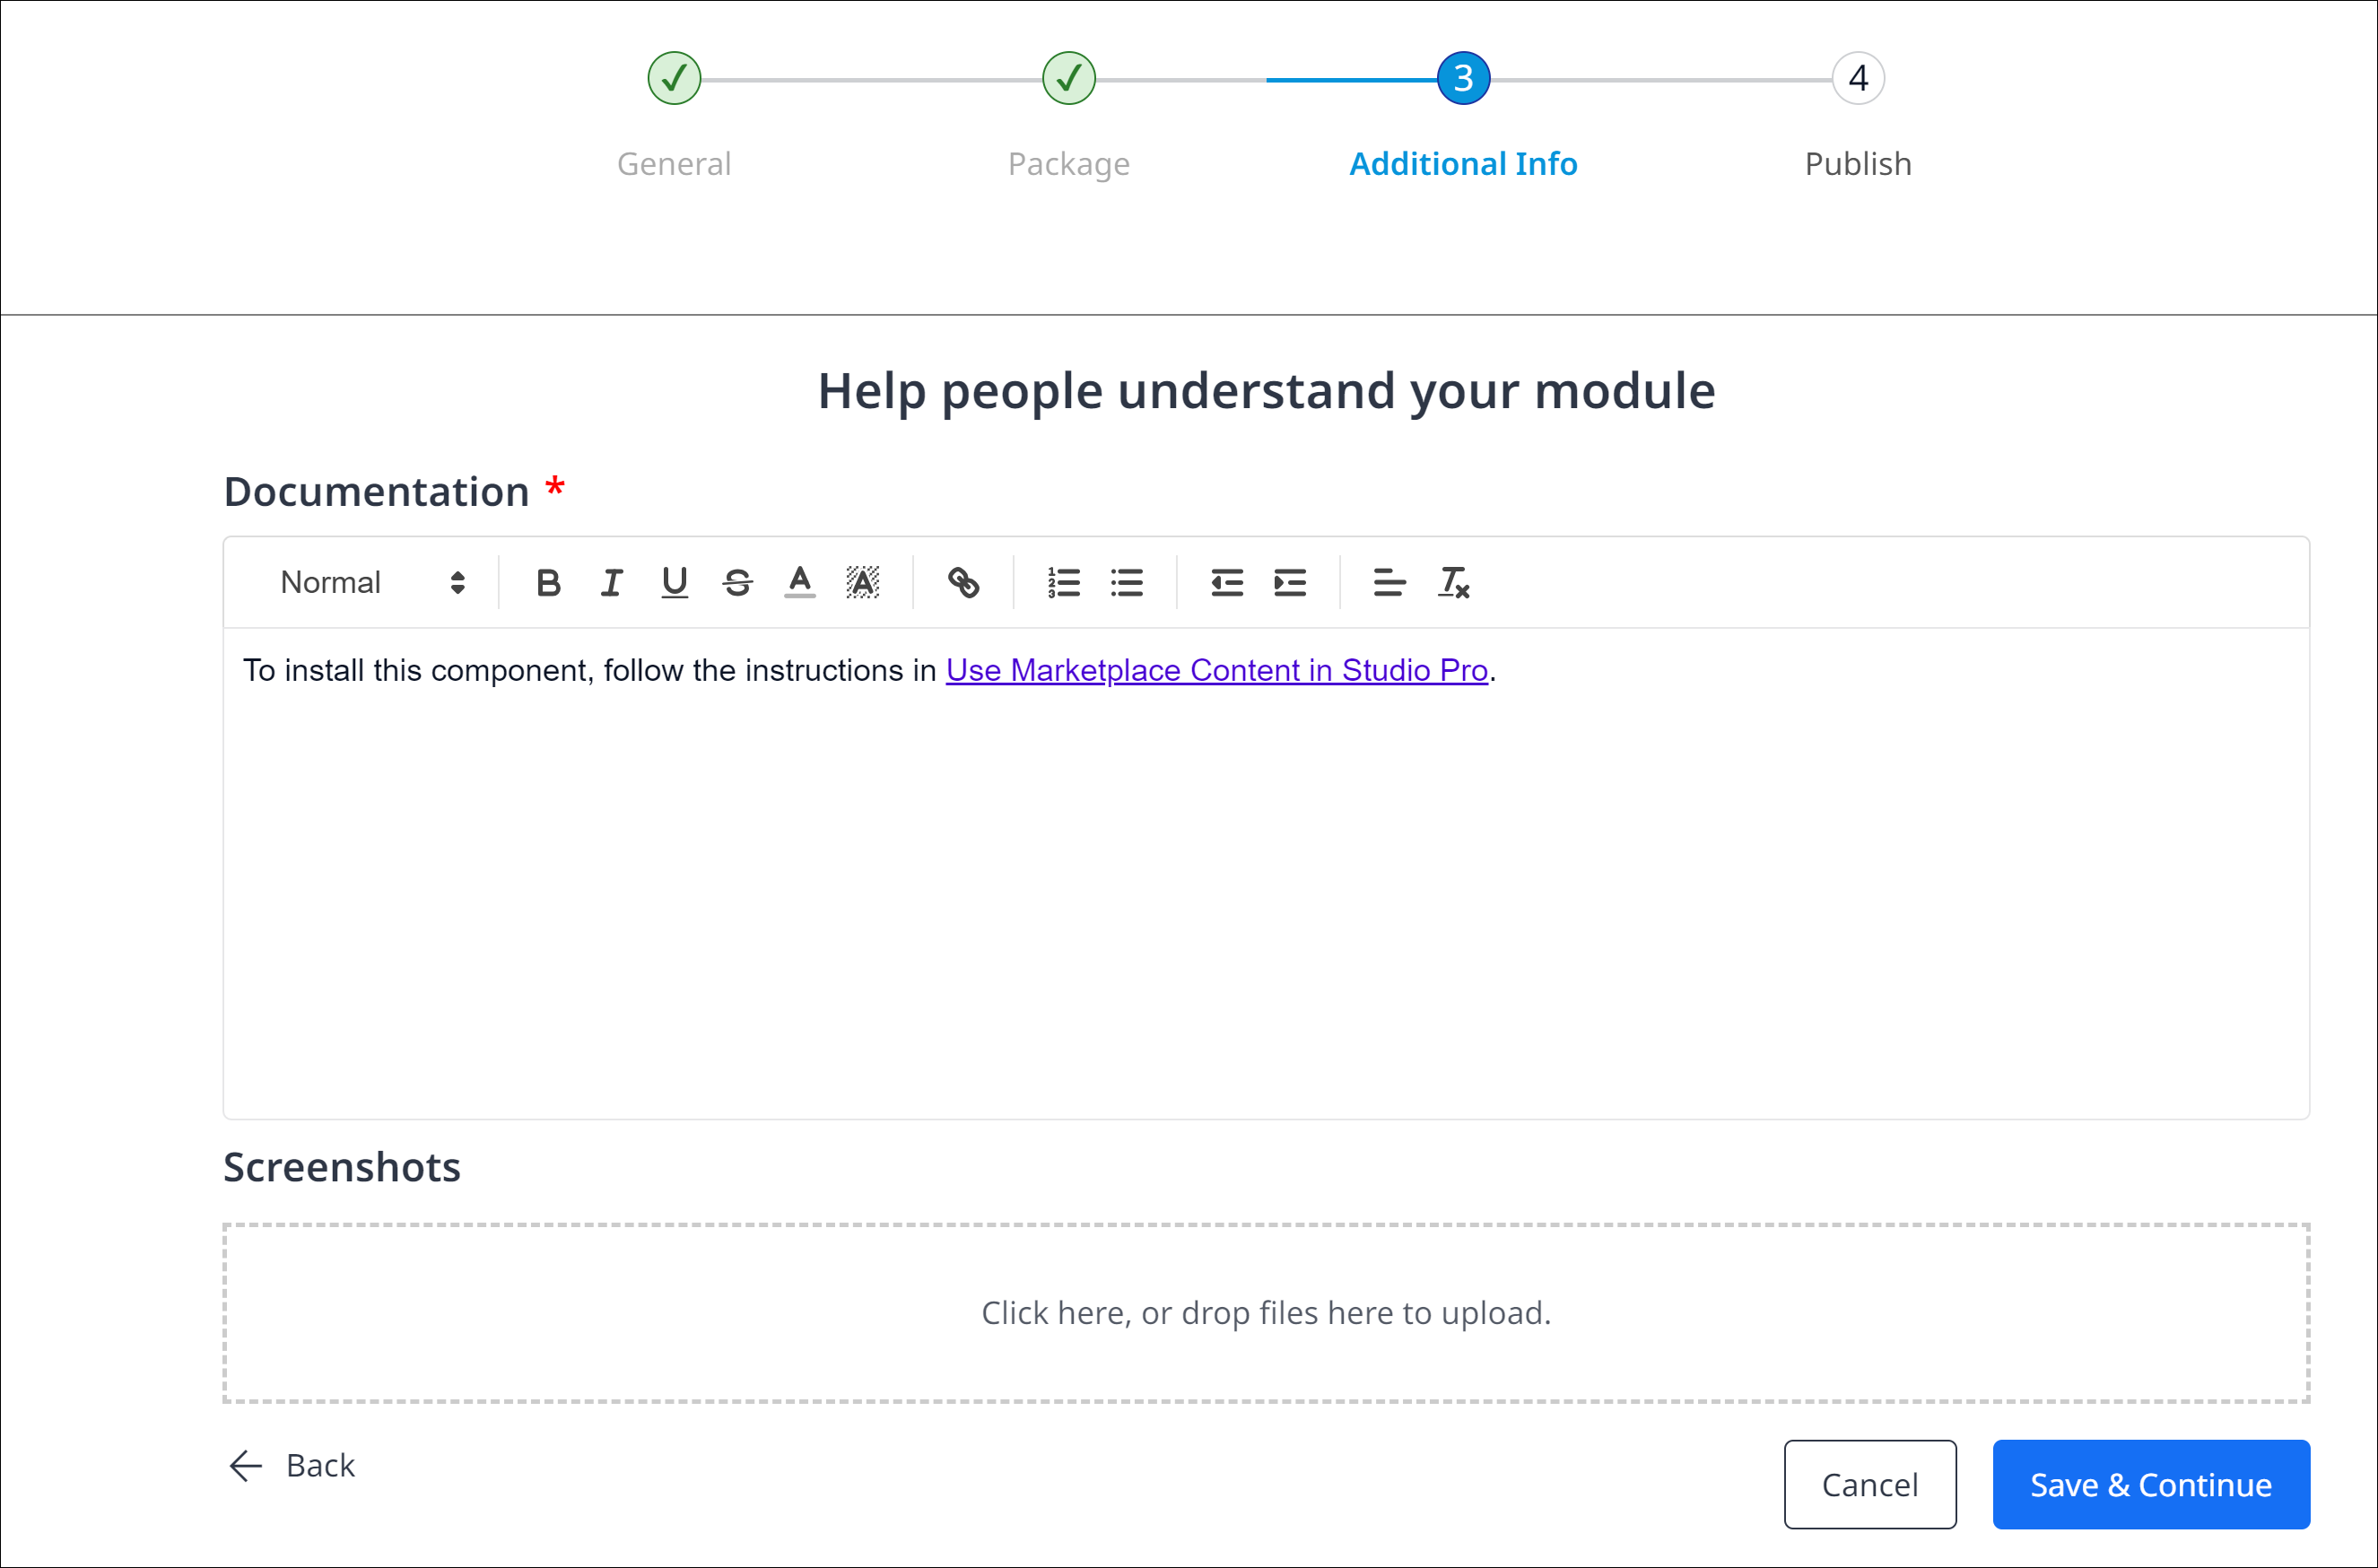 3
4
General
Package
Additional Info
Publish
Help people understand your module
Documentation *
Normal
To install this component, follow the instructions in Use Marketplace Content in Studio Pro.
Screenshots
Click here, or drop files here to upload.
Back
Cancel
Save & Continue